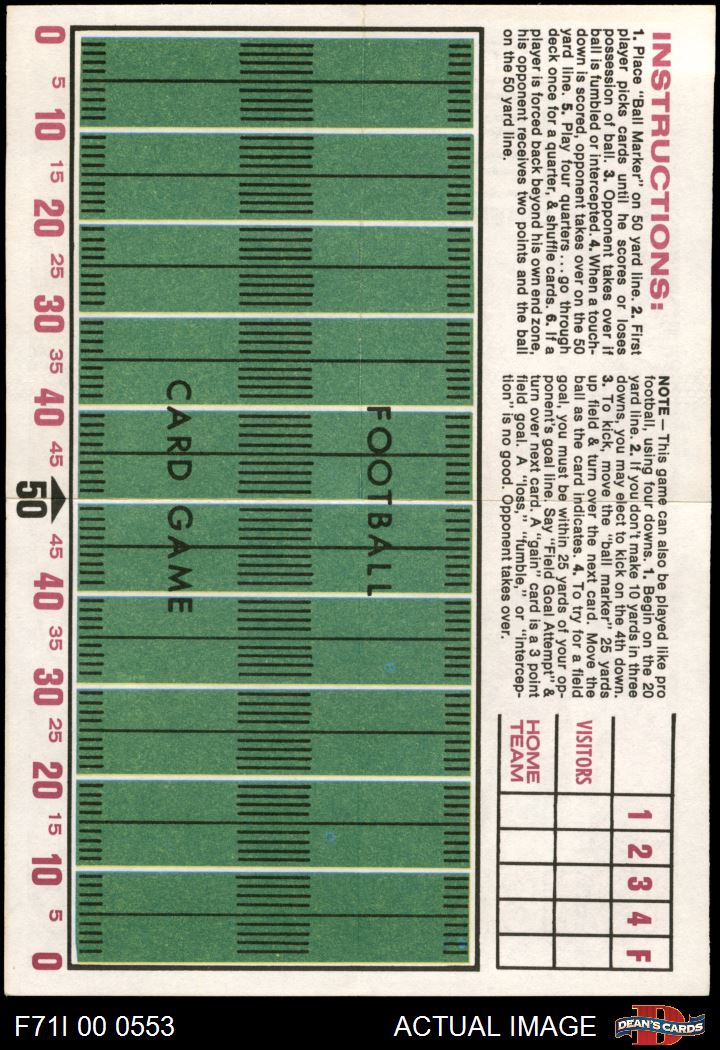 INSTRUCTIONS:
1. Place "Ball Marker" on 50 yard line. 2. First
player picks cards until he scores or loses
possession of ball. 3. Opponent takes over if
ball is fumbled or intercepted. 4. When a touch-
down is scored, opponent takes over on the 50
yard line. 5. Play four quarters... go through
deck once for a quarter, & shuffle cards. 6. If a
player is forced back beyond his own end zone,
his opponent receives two points and the ball
on the 50 yard line.
NOTE — This game can also be played like pro
football, using four downs. 1. Begin on the 20
yard line. 2. If you don't make 10 yards in three
downs, you may elect to kick on the 4th down.
3. To kick, move the "ball marker" 25 yards
up field & turn over the next card. Move the
ball as the card indicates. 4. To try for a field
goal, you must be within 25 yards of your op-
ponent's goal line. Say "Field Goal Attempt" &
turn over next card. A "gain" card is a 3 point
field goal. A "loss," "fumble," or "intercep-
tion" is no good. Opponent takes over.
1 2 3 4 F
VISITORS
HOME
TEAM
FOOTBALL
CARD GAME
0 5 10 15 20 25 30 35 40 45 50 45 40 35 30 25 20 15 10 5 0
F71I 00 0553
ACTUAL IMAGE
D
DEAN'S CARDS